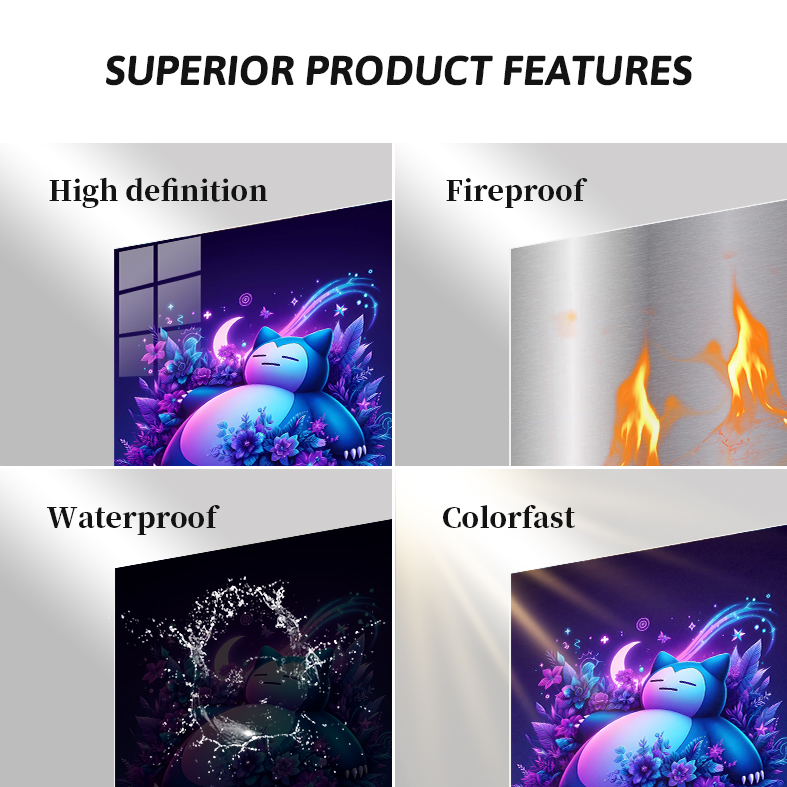 SUPERIOR PRODUCT FEATURES
High definition
Fireproof
Waterproof
Colorfast